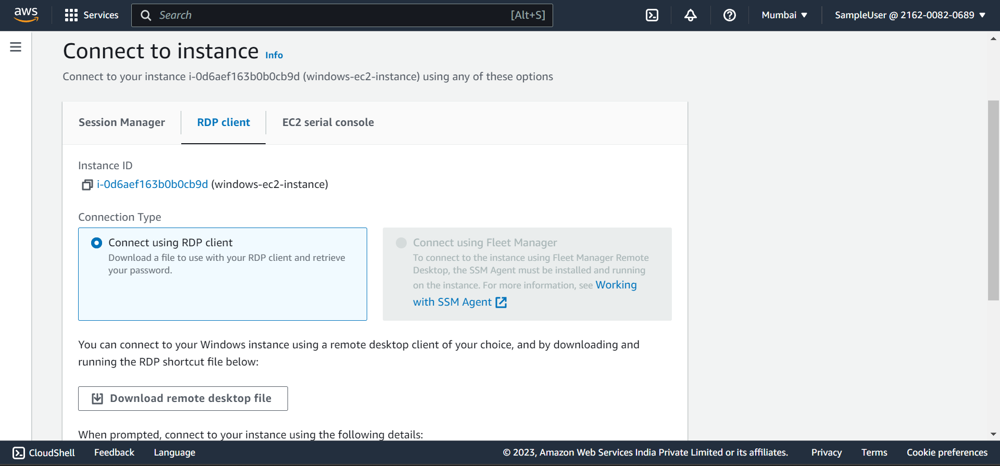 aws
Services
Search [Alt+S]
Mumbai
SampleUser @ 2162-0082-0689
Connect to instance Info
Connect to your instance i-0d6aef163b0b0cb9d (windows-ec2-instance) using any of these options
Session Manager
RDP client
EC2 serial console
Instance ID
i-0d6aef163b0b0cb9d (windows-ec2-instance)
Connection Type
Connect using RDP client
Download a file to use with your RDP client and retrieve
your password.
Connect using Fleet Manager
To connect to the instance using Fleet Manager Remote
Desktop, the SSM Agent must be installed and running
on the instance. For more information, see Working
with SSM Agent
You can connect to your Windows instance using a remote desktop client of your choice, and by downloading and
running the RDP shortcut file below:
Download remote desktop file
When prompted, connect to your instance using the following details:
CloudShell
Feedback
Language
© 2023, Amazon Web Services India Private Limited or its affiliates.
Privacy
Terms
Cookie preferences